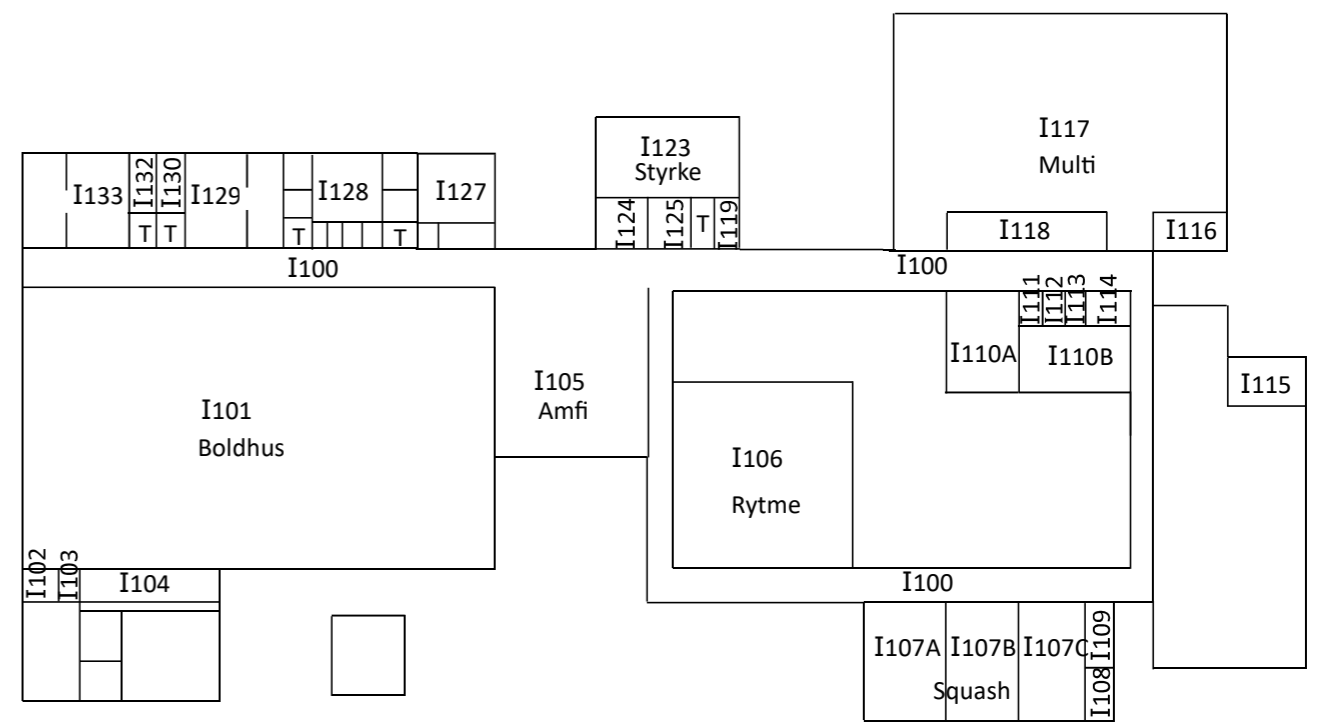 I117
Multi
I123
Styrke
I133
I132
I130
I129
I128
I127
T
T
T
T
I124
I125
T
I119
I118
I116
I100
I100
I111
I112
I113
I114
I110A
I110B
I115
I105
Amfi
I101
Boldhus
I106
Rytme
I102
I103
I104
I100
I107A
I107B
I107C
I109
I108
Squash